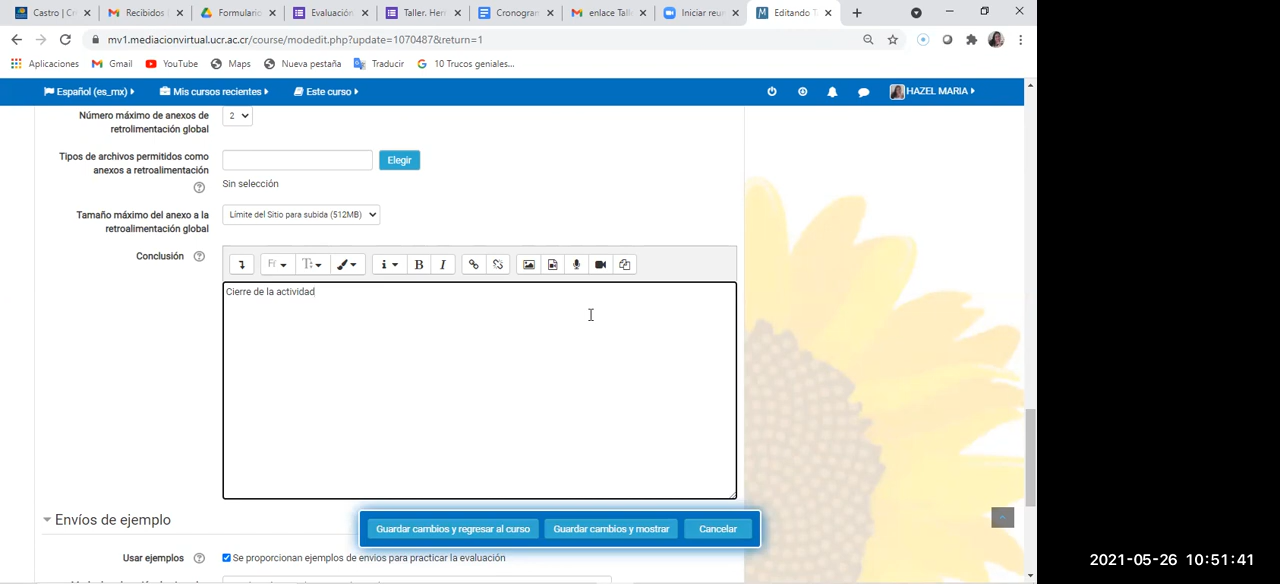 Castro | Cr
Recibidos
Formulario
Evaluación
Taller. Her
Cronogram
enlace Tall
Iniciar reu
Editando T
mv1.mediacionvirtual.ucr.ac.cr/course/modedit.php?update=1070487&return=1
Aplicaciones
Gmail
YouTube
Maps
Nueva pestaña
Traducir
10 Trucos geniales...
Español (es_mx)
Mis cursos recientes
Este curso
HAZEL MARIA
Número máximo de anexos de
retrolimentación global
2
Tipos de archivos permitidos como
anexos a retroalimentación
Elegir
Sin selección
Tamaño máximo del anexo a la
retroalimentación global
Límite del Sitio para subida (512MB)
Conclusión
Cierre de la actividad
Envíos de ejemplo
Guardar cambios y regresar al curso
Guardar cambios y mostrar
Cancelar
Usar ejemplos
Se proporcionan ejemplos de envíos para practicar la evaluación
2021-05-26 10:51:41